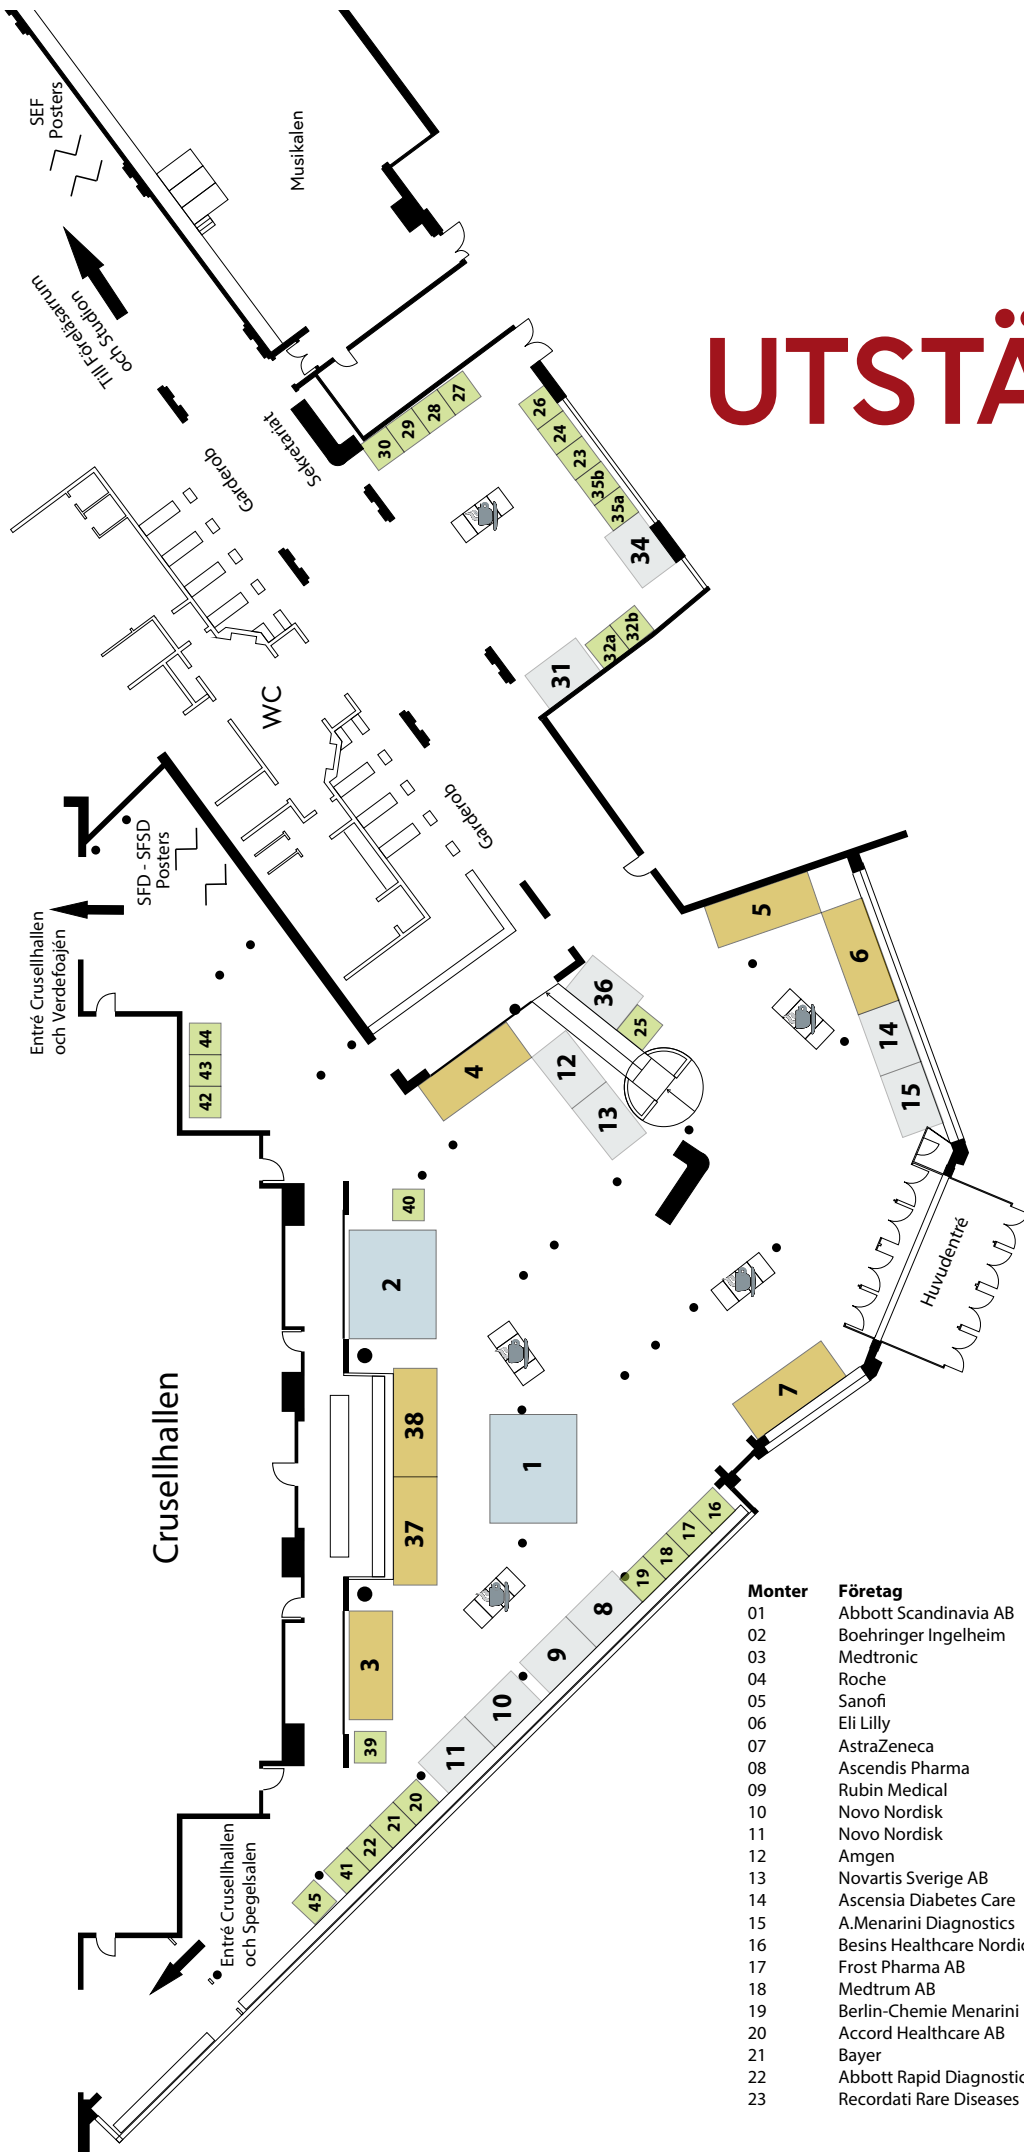 SEF
Posters
Musikalen
Till Föreläsarrum
och Studion
UTSTÄ
Sekretariat
Garderob
30
29
28
27
26
24
23
35b
35a
34
32b
32a
31
WC
Garderob
SFD - SFSD
Posters
Entré Crusellhallen
och Verdefoajén
44
43
42
5
6
14
15
36
25
12
13
4
40
2
Huvudentré
Crusellhallen
38
37
1
7
3
39
16
17
18
19
8
9
10
11
20
21
22
41
45
Entré Crusellhallen
och Spegelsalen
Monter Företag
01 Abbott Scandinavia AB
02 Boehringer Ingelheim
03 Medtronic
04 Roche
05 Sanofi
06 Eli Lilly
07 AstraZeneca
08 Ascendis Pharma
09 Rubin Medical
10 Novo Nordisk
11 Novo Nordisk
12 Amgen
13 Novartis Sverige AB
14 Ascensia Diabetes Care
15 A.Menarini Diagnostics
16 Besins Healthcare Nordic
17 Frost Pharma AB
18 Medtrum AB
19 Berlin-Chemie Menarini
20 Accord Healthcare AB
21 Bayer
22 Abbott Rapid Diagnostic
23 Recordati Rare Diseases